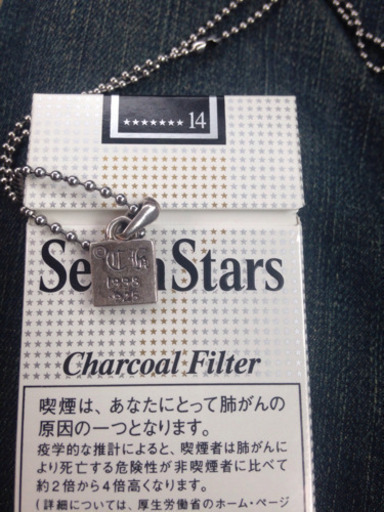 ★★★★★★★ 14
Stars
Charcoal Filter
喫煙は、あなたにとって肺がんの
原因の一つとなります。
疫学的な推計によると、喫煙者は肺がんに
より死亡する危険性が非喫煙者に比べて
約2倍から4倍高くなります。
(詳細については、厚生労働省のホーム・ページ